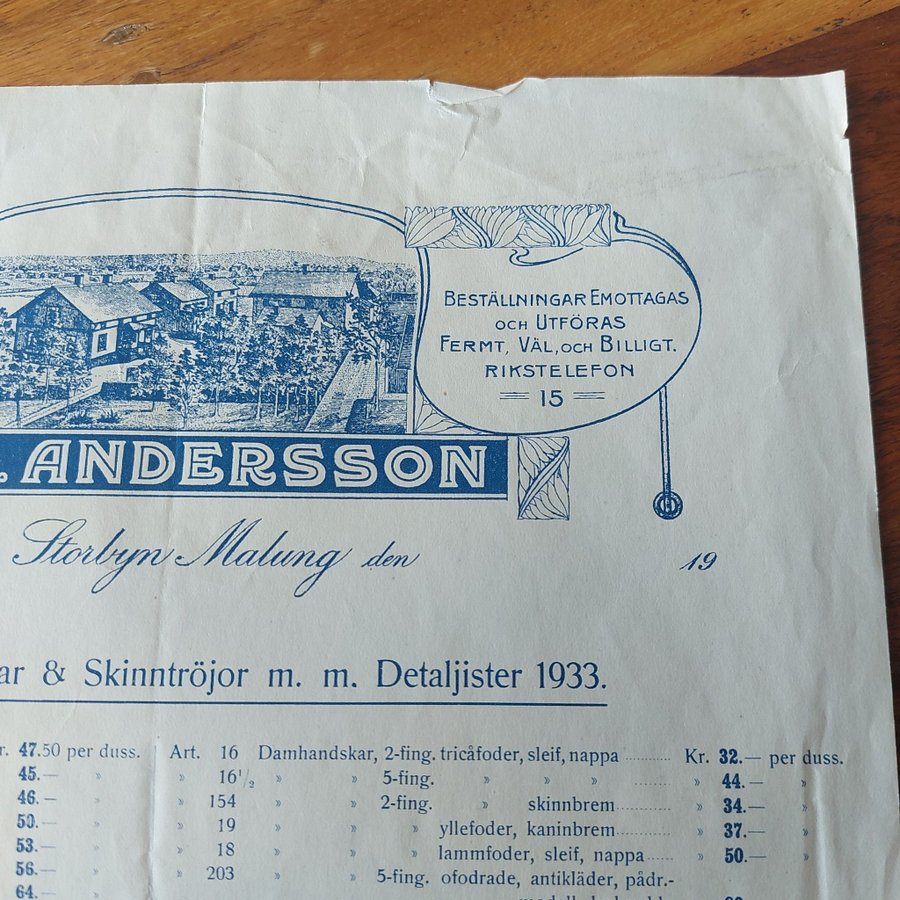 BESTÄLLNINGAR EMOTTAGAS
OCH UTFÖRAS
FERMT, VÄL, OCH BILLIGT.
RIKSTELEFON
15
. ANDERSSON
Storbyn Malung den 19
ar & Skinntröjor m. m. Detaljister 1933.
r. 47.50 per duss.
45.— »
46.— »
50.— »
53.— »
56.— »
64. »
Art. 16 Damhandskar, 2-fing. tricåfoder, sleif, nappa ........ Kr. 32.— per duss.
» 16 1/2 » » 5-fing. » » » ........ » 44.— »
» 154 » » 2-fing. » skinnbrem ........ » 34.— »
» 19 » » » yllefoder, kaninbrem ........ » 37.— »
» 18 » » » lammfoder, sleif, nappa ...... » 50.— »
» 203 » » 5-fing. ofodrade, antikläder, pådr.-